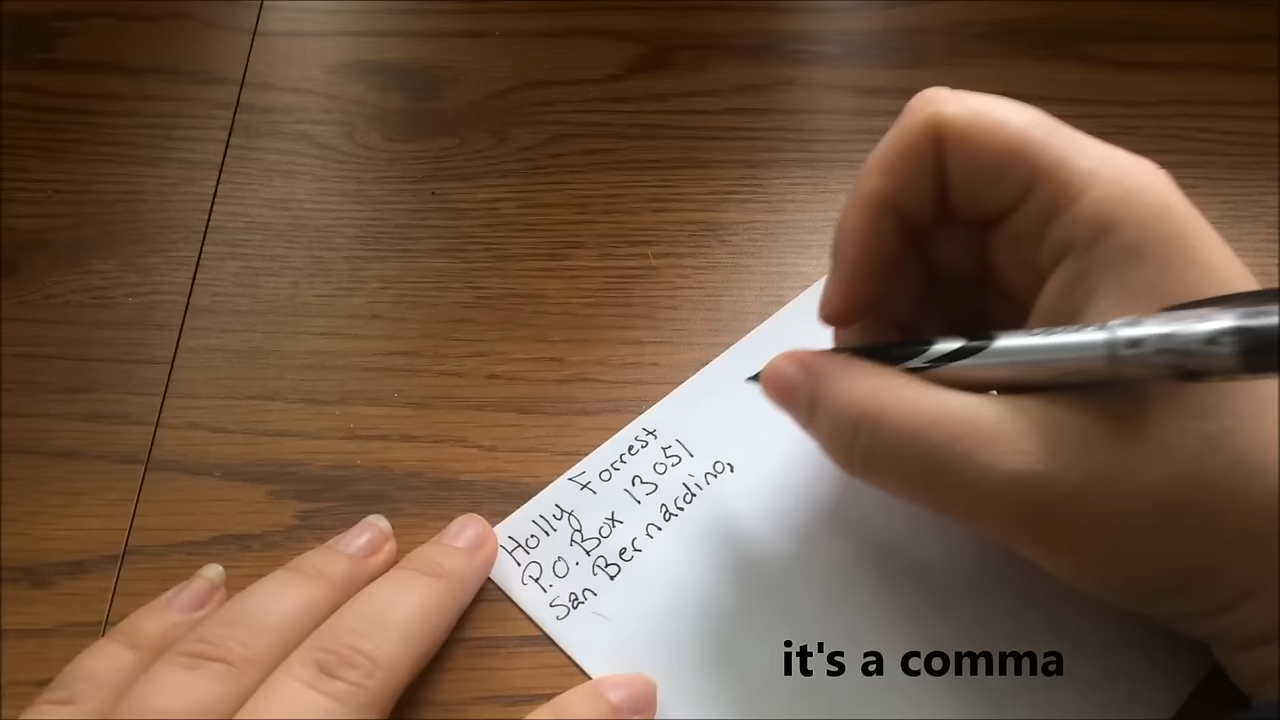 Holly Forrest
P.O. Box 13051
San Bernardino,
it's a comma